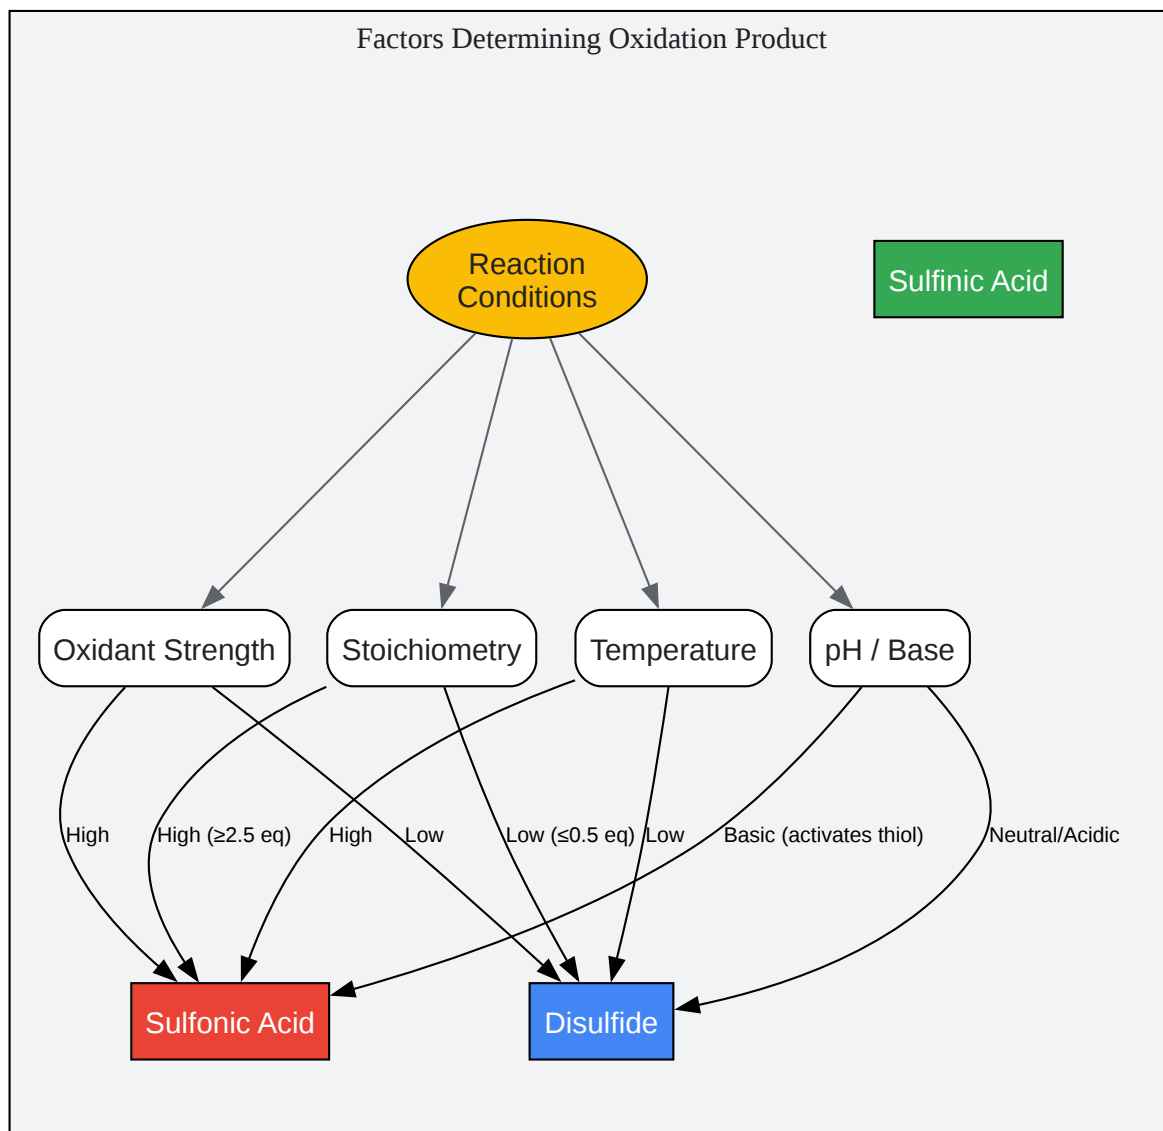 Factors Determining Oxidation Product
Reaction
Conditions
Sulfinic Acid
Oxidant Strength
Stoichiometry
Temperature
pH / Base
High
High (≥2.5 eq)
High
Low
Low (≤0.5 eq)
Low
Basic (activates thiol)
Neutral/Acidic
Sulfonic Acid
Disulfide